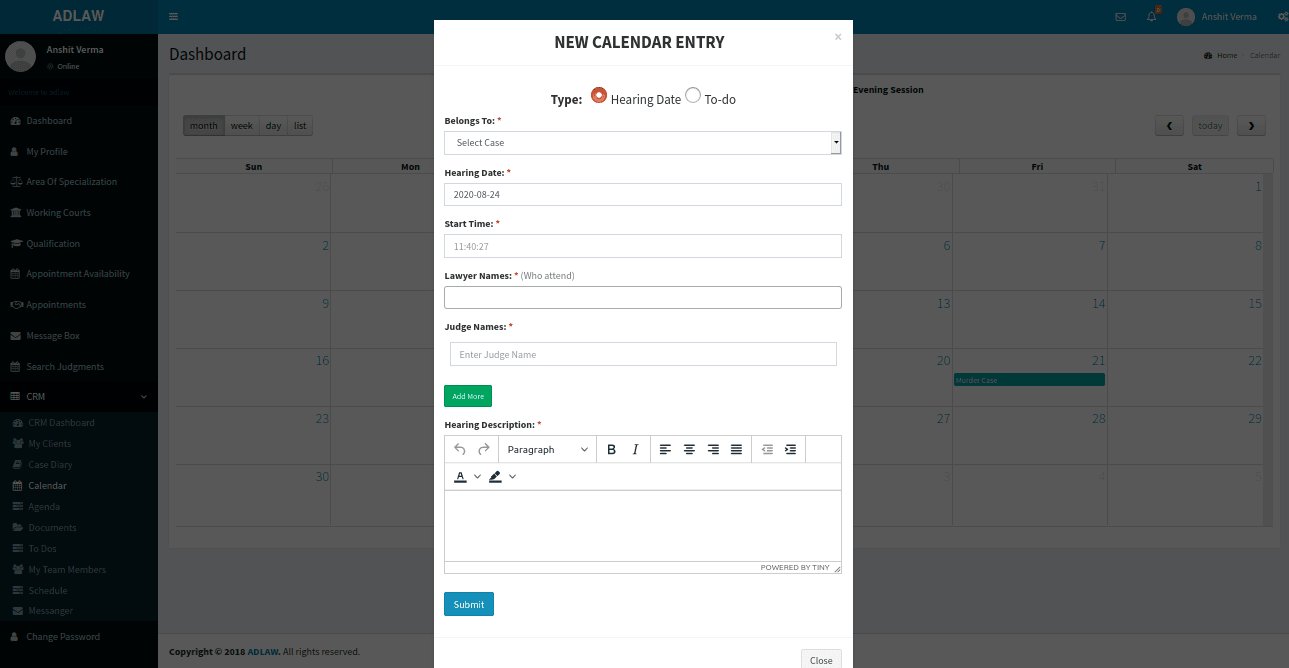 ADLAW
Anshit Verma
Anshit Verma
Online
Welcome to adlaw
Dashboard
My Profile
Area Of Specialization
Working Courts
Qualification
Appointment Availability
Appointments
Message Box
Search Judgments
CRM
CRM Dashboard
My Clients
Case Diary
Calendar
Agenda
Documents
To Dos
My Team Members
Schedule
Messanger
Change Password
Dashboard
Home
Calendar
Evening Session
month week day list
today
Sun Mon Thu Fri Sat
26 30 31 1
2 6 7 8
9 13 14 15
16 20 21 22
Murder Case
23 27 28 29
30 3 4 5
NEW CALENDAR ENTRY
×
Type: Hearing Date To-do
Belongs To: *
Select Case
Hearing Date: *
2020-08-24
Start Time: *
11:40:27
Lawyer Names: * (Who attend)
Judge Names: *
Enter Judge Name
Add More
Hearing Description: *
Paragraph B I
A
POWERED BY TINY
Submit
Close
Copyright © 2018 ADLAW. All rights reserved.